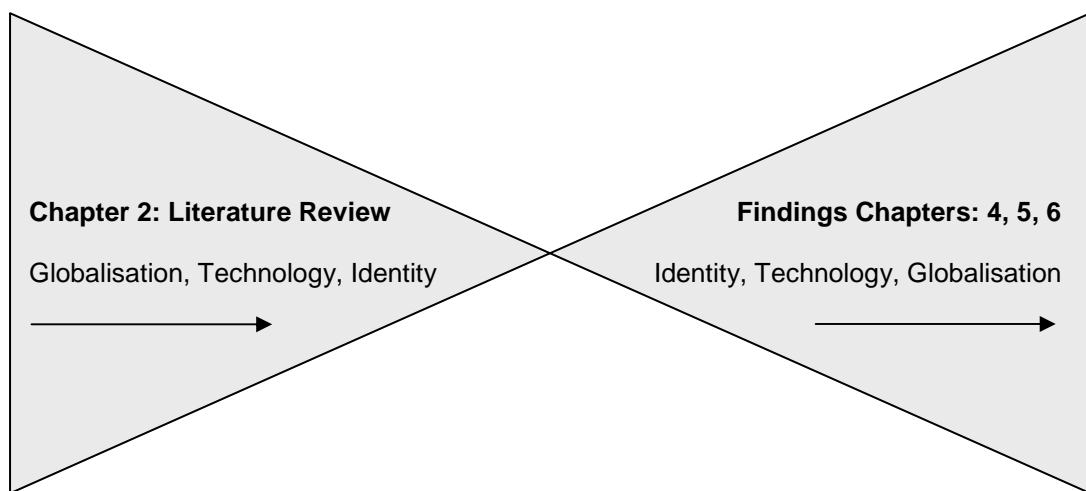 Chapter 2: Literature Review
Globalisation, Technology, Identity
Findings Chapters: 4, 5, 6
Identity, Technology, Globalisation